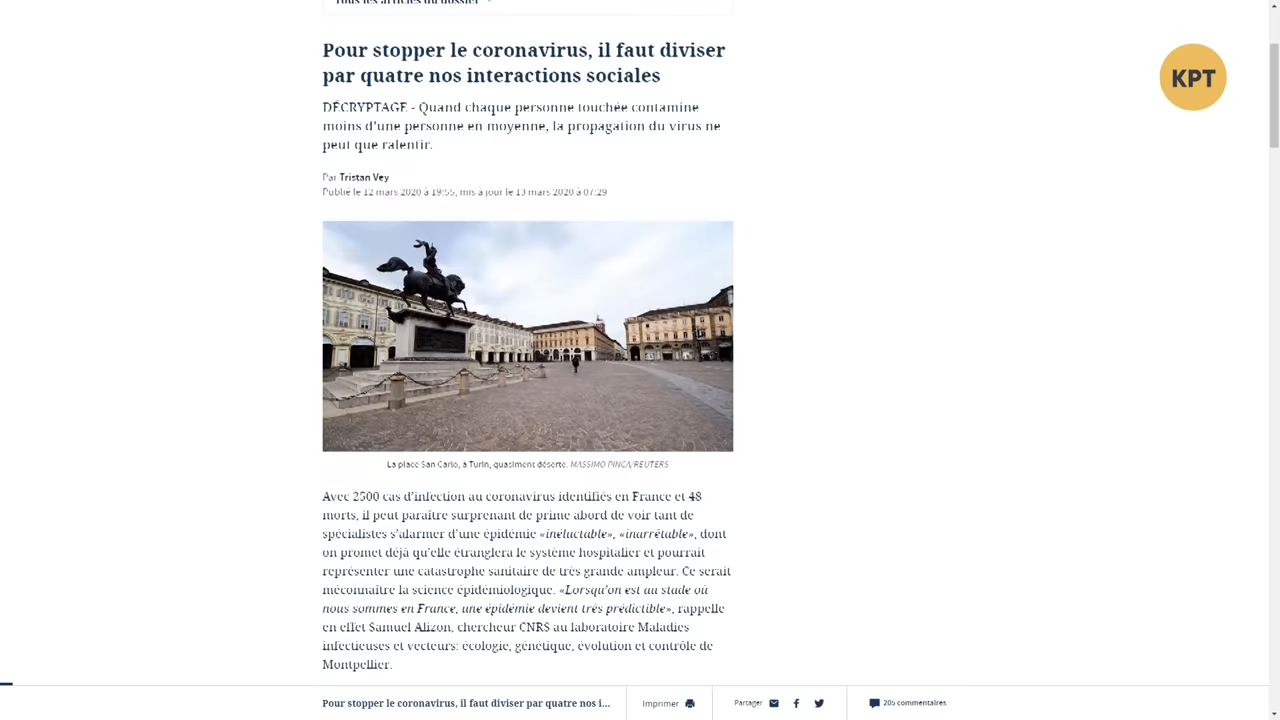 Tous les articles du dossier
Pour stopper le coronavirus, il faut diviser
par quatre nos interactions sociales
KPT
DÉCRYPTAGE - Quand chaque personne touchée contamine
moins d'une personne en moyenne, la propagation du virus ne
peut que ralentir.
Par Tristan Vey
Publié le 12 mars 2020 à 19:55, mis à jour le 13 mars 2020 à 07:29
La place San Carlo, à Turin, quasiment déserte. MASSIMO PINCA/REUTERS
Avec 2500 cas d'infection au coronavirus identifiés en France et 48
morts, il peut paraître surprenant de prime abord de voir tant de
spécialistes s'alarmer d'une épidémie «inéluctable», «inarrêtable», dont
on promet déjà qu'elle étranglera le système hospitalier et pourrait
représenter une catastrophe sanitaire de très grande ampleur. Ce serait
méconnaître la science épidémiologique. «Lorsqu'on est au stade où
nous sommes en France, une épidémie devient très prédictible», rappelle
en effet Samuel Alizon, chercheur CNRS au laboratoire Maladies
infectieuses et vecteurs: écologie, génétique, évolution et contrôle de
Montpellier.
Pour stopper le coronavirus, il faut diviser par quatre nos i...
Imprimer
Partager
205 commentaires